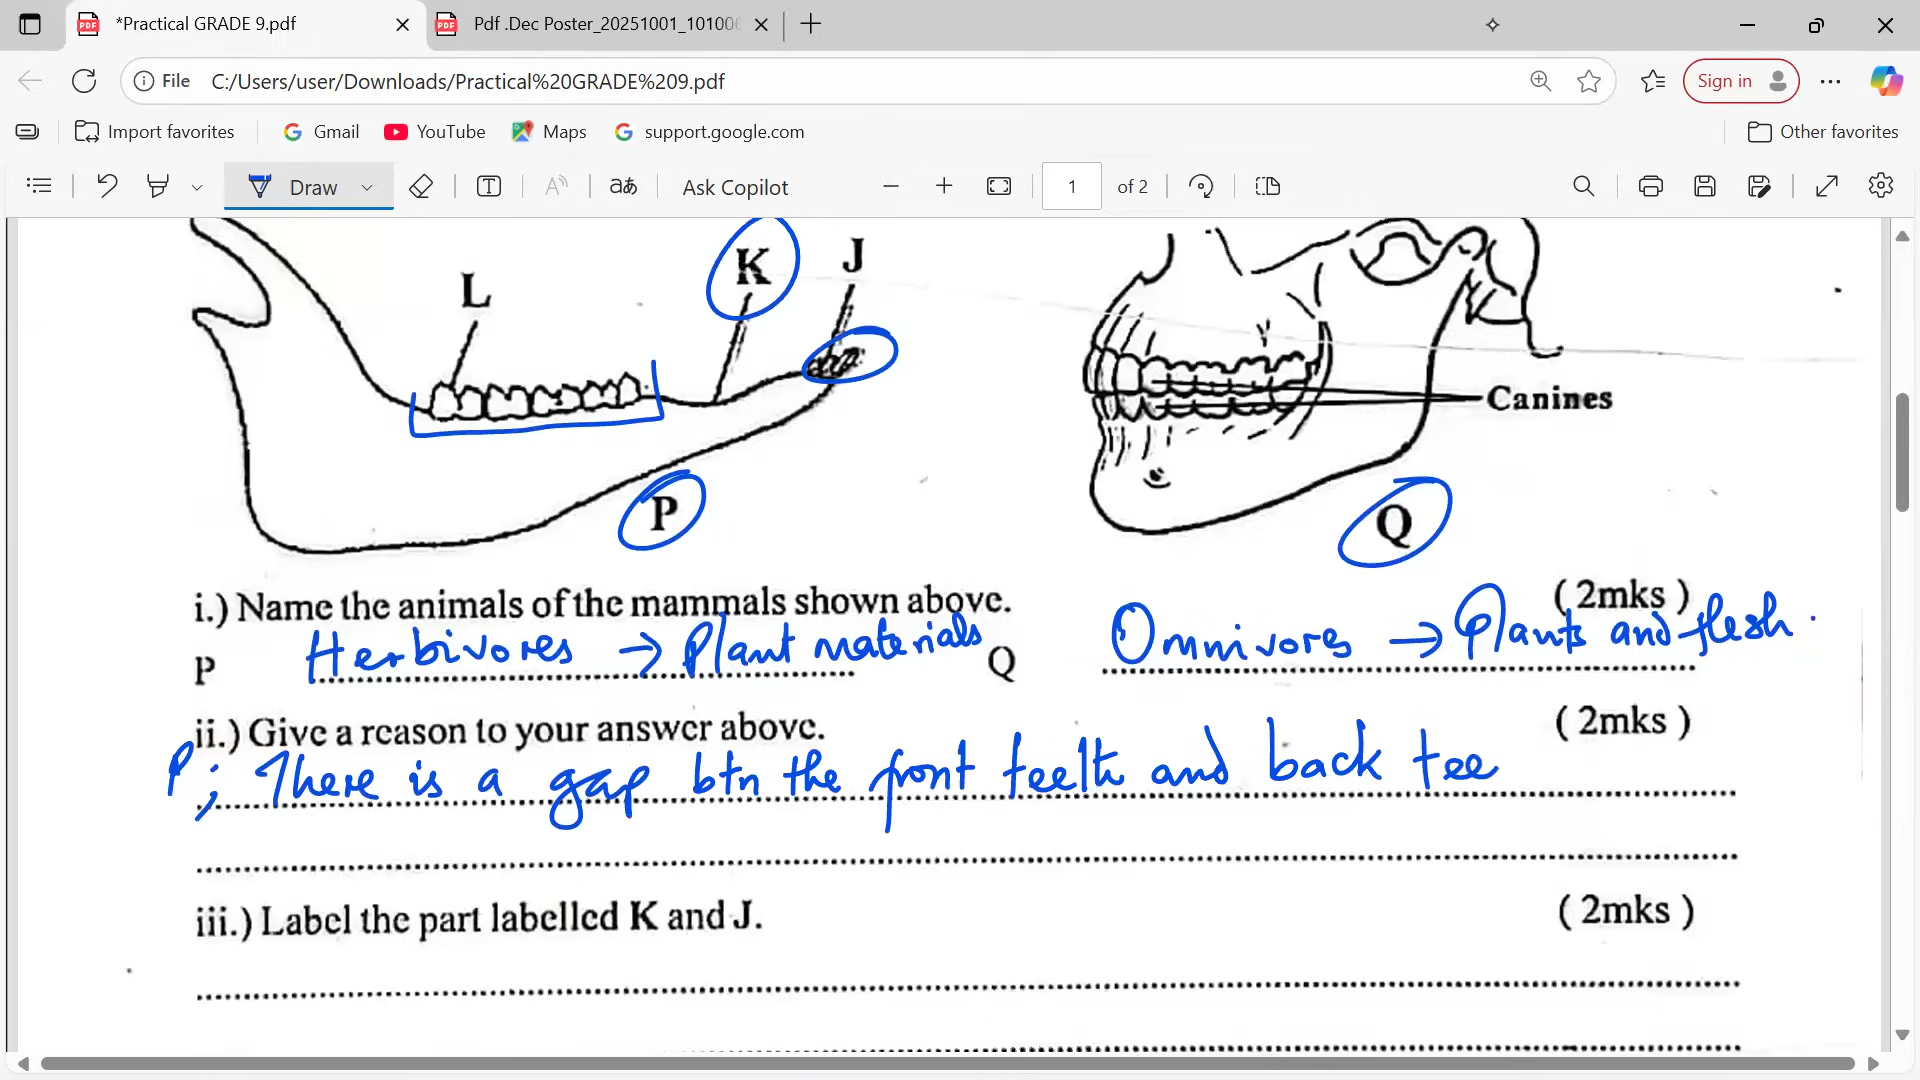 *Practical GRADE 9.pdf
Pdf .Dec Poster_20251001_10100
File C:/Users/user/Downloads/Practical%20GRADE%209.pdf
Sign in
Import favorites Gmail YouTube Maps support.google.com Other favorites
Draw Ask Copilot 1 of 2
L K J
Canines
P Q
i.) Name the animals of the mammals shown above. ( 2mks )
P Herbivores → Plant materials Q Omnivores → Plants and flesh.
ii.) Give a reason to your answer above. ( 2mks )
P; There is a gap btn the front teeth and back tee
iii.) Label the part labelled K and J. ( 2mks )